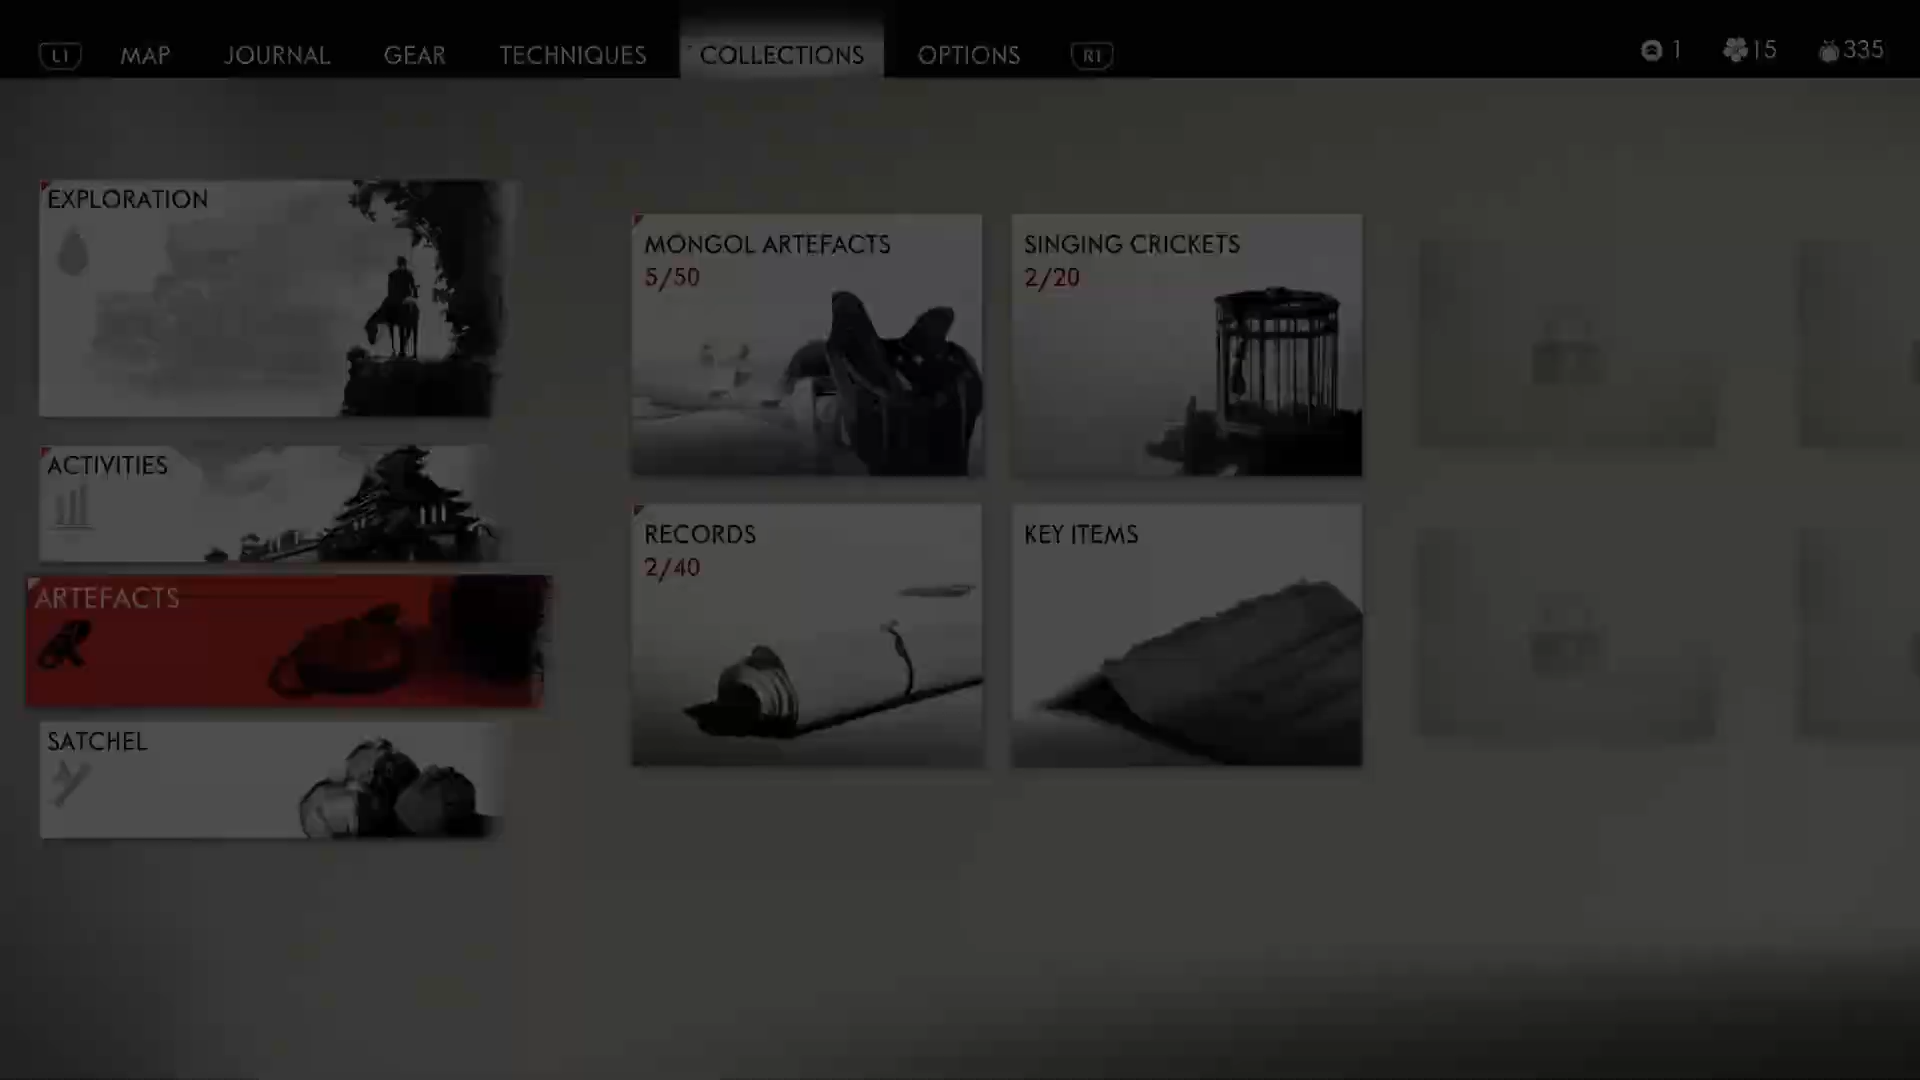 L1 MAP JOURNAL GEAR TECHNIQUES COLLECTIONS OPTIONS R1 1 15 335
EXPLORATION
ACTIVITIES
ARTEFACTS
SATCHEL
MONGOL ARTEFACTS
5/50
SINGING CRICKETS
2/20
RECORDS
2/40
KEY ITEMS